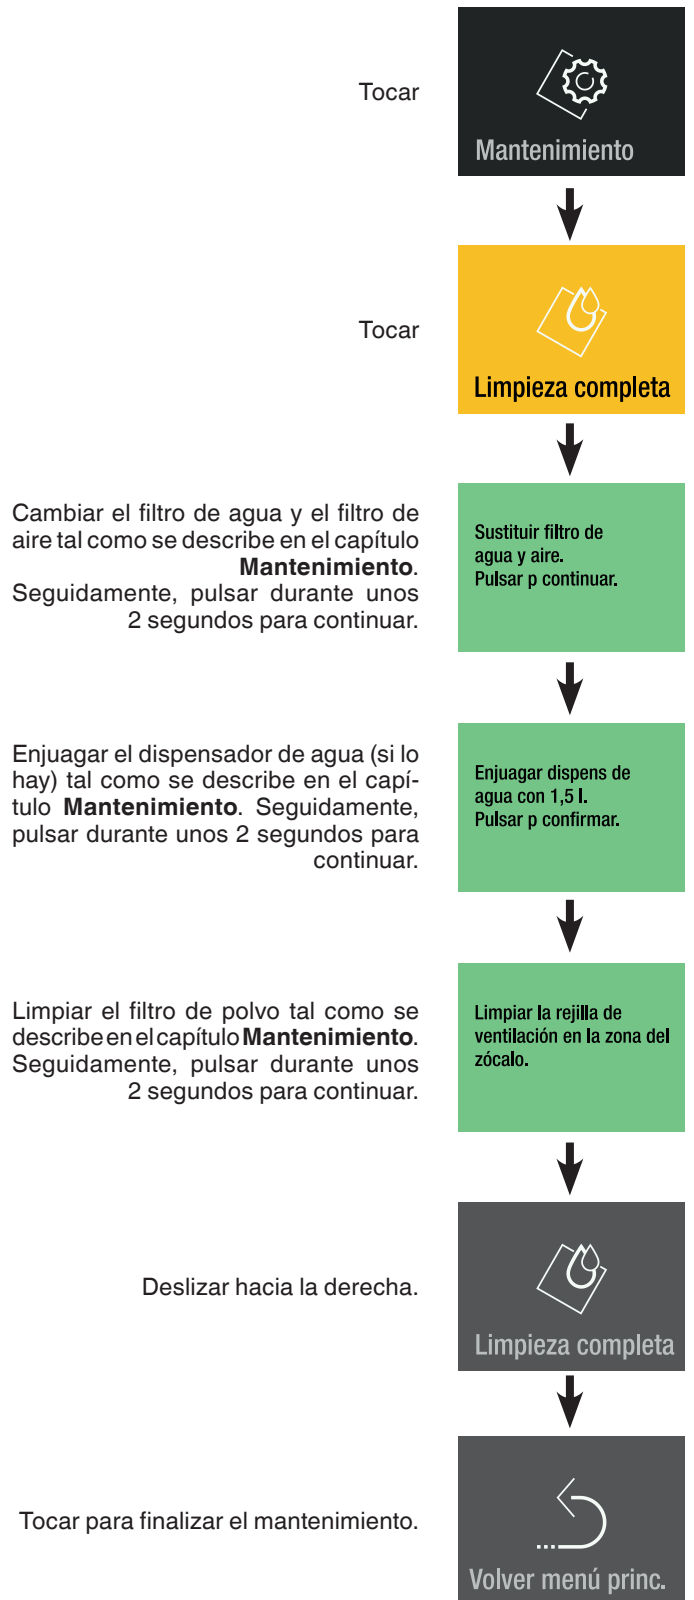 Tocar
Mantenimiento
Tocar
Limpieza completa
Cambiar el filtro de agua y el filtro de
aire tal como se describe en el capítulo
Mantenimiento.
Seguidamente, pulsar durante unos
2 segundos para continuar.
Sustituir filtro de
agua y aire.
Pulsar p continuar.
Enjuagar el dispensador de agua (si lo
hay) tal como se describe en el capí-
tulo Mantenimiento. Seguidamente,
pulsar durante unos 2 segundos para
continuar.
Enjuagar dispens de
agua con 1,5 l.
Pulsar p confirmar.
Limpiar el filtro de polvo tal como se
describe en el capítulo Mantenimiento.
Seguidamente, pulsar durante unos
2 segundos para continuar.
Limpiar la rejilla de
ventilación en la zona del
zócalo.
Deslizar hacia la derecha.
Limpieza completa
Tocar para finalizar el mantenimiento.
Volver menú princ.